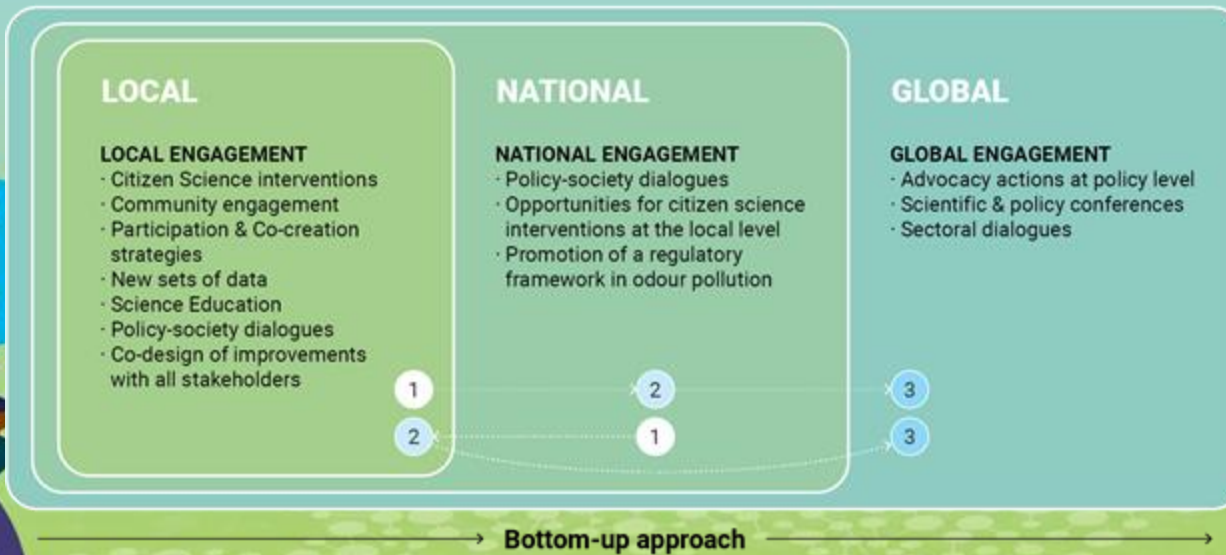 LOCAL
LOCAL ENGAGEMENT
· Citizen Science interventions
· Community engagement
· Participation & Co-creation
strategies
· New sets of data
· Science Education
· Policy-society dialogues
· Co-design of improvements
with all stakeholders
NATIONAL
NATIONAL ENGAGEMENT
· Policy-society dialogues
· Opportunities for citizen science
interventions at the local level
· Promotion of a regulatory
framework in odour pollution
GLOBAL
GLOBAL ENGAGEMENT
· Advocacy actions at policy level
· Scientific & policy conferences
· Sectoral dialogues
1 2 3
2 1 3
Bottom-up approach